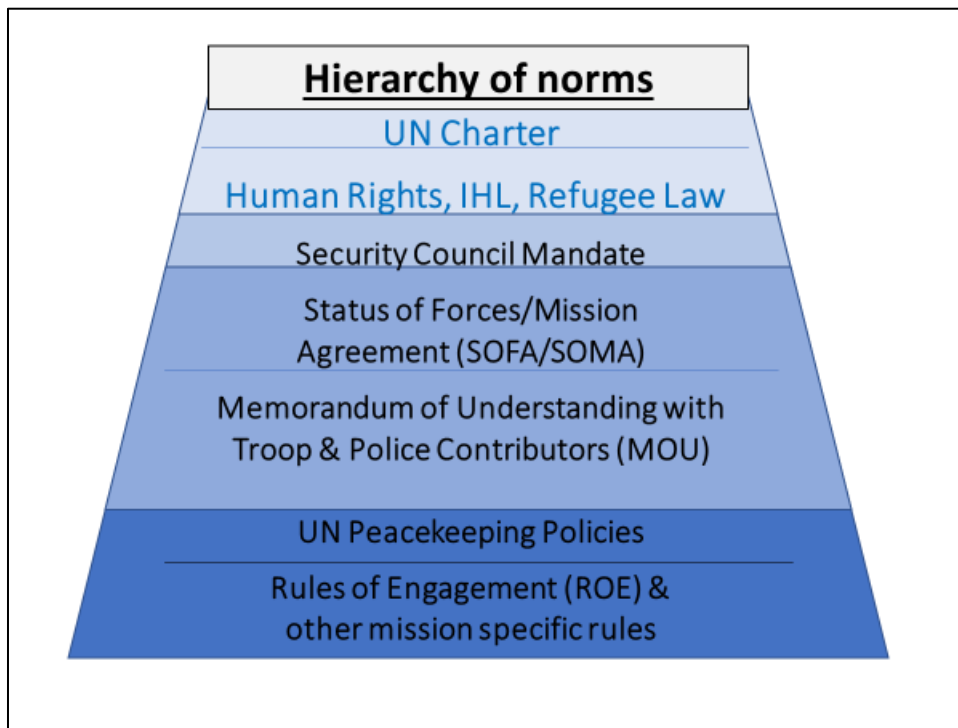 Hierarchy of norms
UN Charter
Human Rights, IHL, Refugee Law
Security Council Mandate
Status of Forces/Mission
Agreement (SOFA/SOMA)
Memorandum of Understanding with
Troop & Police Contributors (MOU)
UN Peacekeeping Policies
Rules of Engagement (ROE) &
other mission specific rules